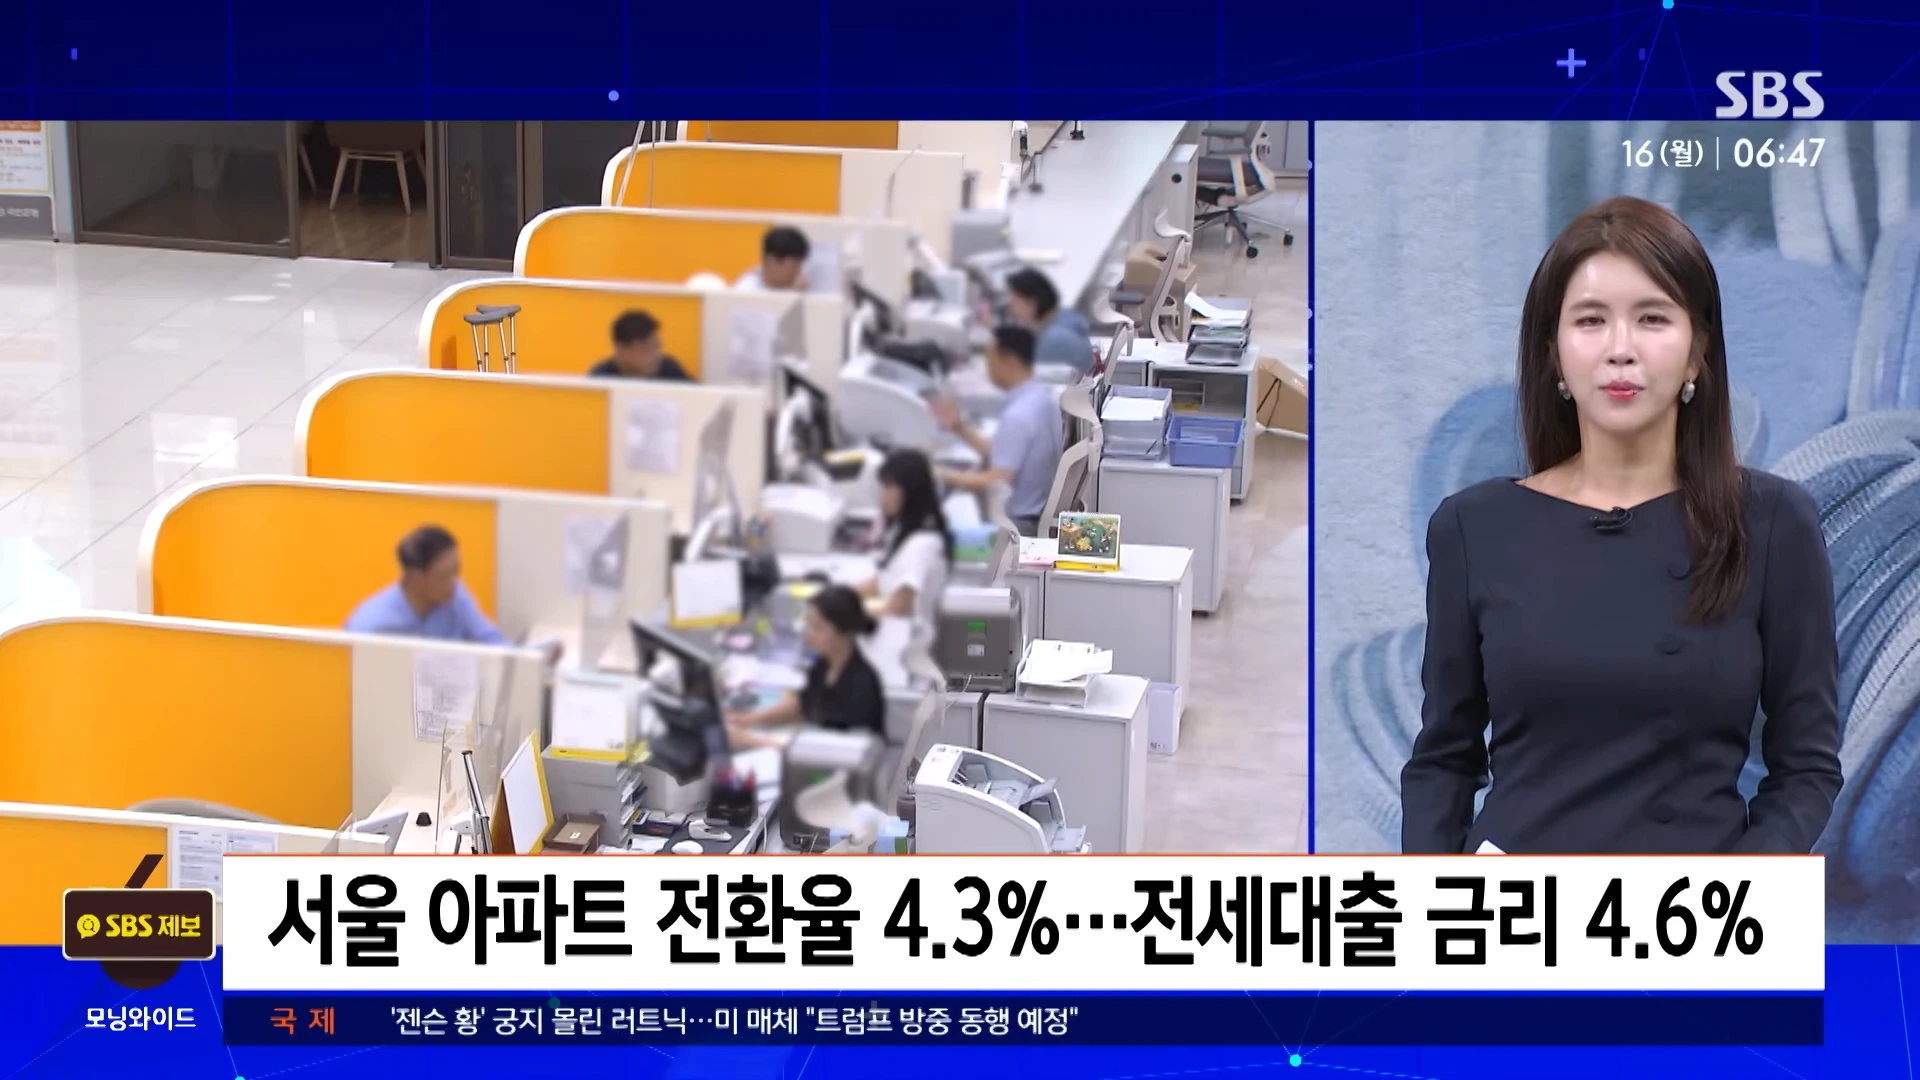 SBS
16(월) | 06:47
서울 아파트 전환율 4.3%…전세대출 금리 4.6%
SBS 제보
모닝와이드
국 제 '젠슨 황' 궁지 몰린 러트닉…미 매체 "트럼프 방중 동행 예정"